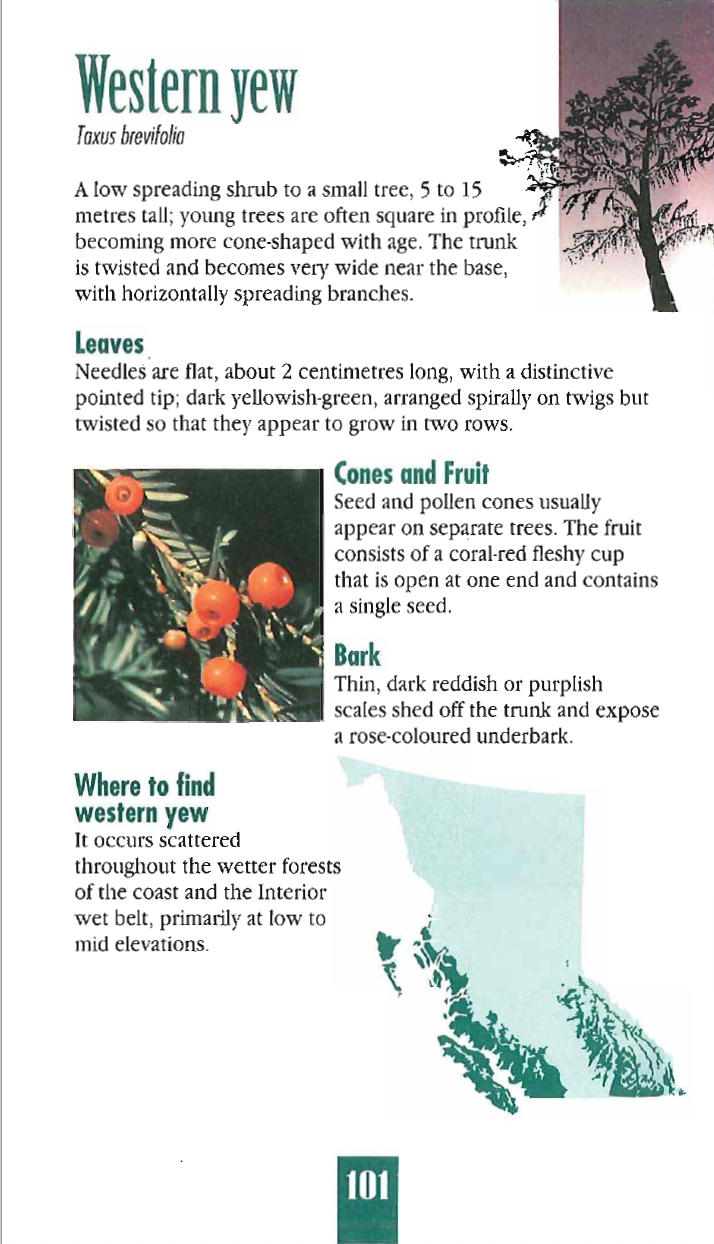 Western yew
Taxus brevifolia
A low spreading shrub to a small tree, 5 to 15
metres tall; young trees are often square in profile,
becoming more cone-shaped with age. The trunk
is twisted and becomes very wide near the base,
with horizontally spreading branches.
Leaves
Needles are flat, about 2 centimetres long, with a distinctive
pointed tip; dark yellowish-green, arranged spirally on twigs but
twisted so that they appear to grow in two rows.
Cones and Fruit
Seed and pollen cones usually
appear on separate trees. The fruit
consists of a coral-red fleshy cup
that is open at one end and contains
a single seed.
Bark
Thin, dark reddish or purplish
scales shed off the trunk and expose
a rose-coloured underbark.
Where to find
western yew
It occurs scattered
throughout the wetter forests
of the coast and the Interior
wet belt, primarily at low to
mid elevations.
101